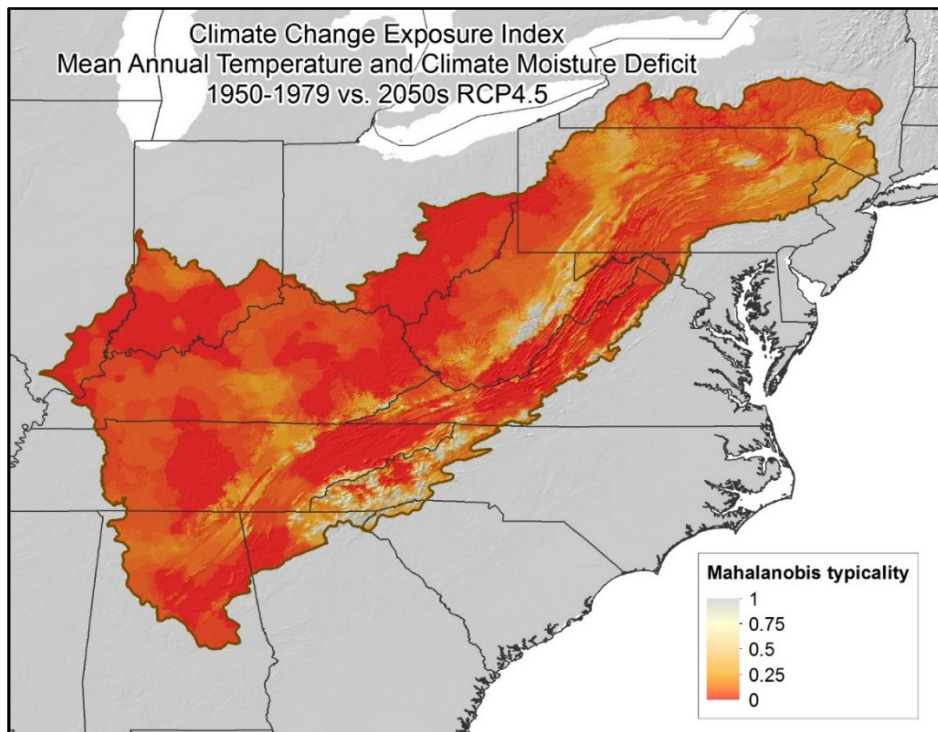 Climate Change Exposure Index
Mean Annual Temperature and Climate Moisture Deficit
1950-1979 vs. 2050s RCP4.5
Mahalanobis typicality
1
0.75
0.5
0.25
0